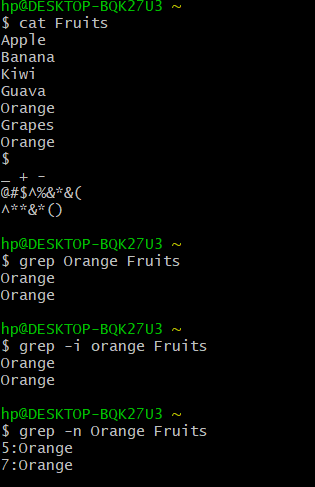 hp@DESKTOP-BQK27U3 ~
$ cat Fruits
Apple
Banana
Kiwi
Guava
Orange
Grapes
Orange
$
_ + -
@#$^%&*&(
^**&*()
hp@DESKTOP-BQK27U3 ~
$ grep Orange Fruits
Orange
Orange
hp@DESKTOP-BQK27U3 ~
$ grep -i orange Fruits
Orange
Orange
hp@DESKTOP-BQK27U3 ~
$ grep -n Orange Fruits
5:Orange
7:Orange